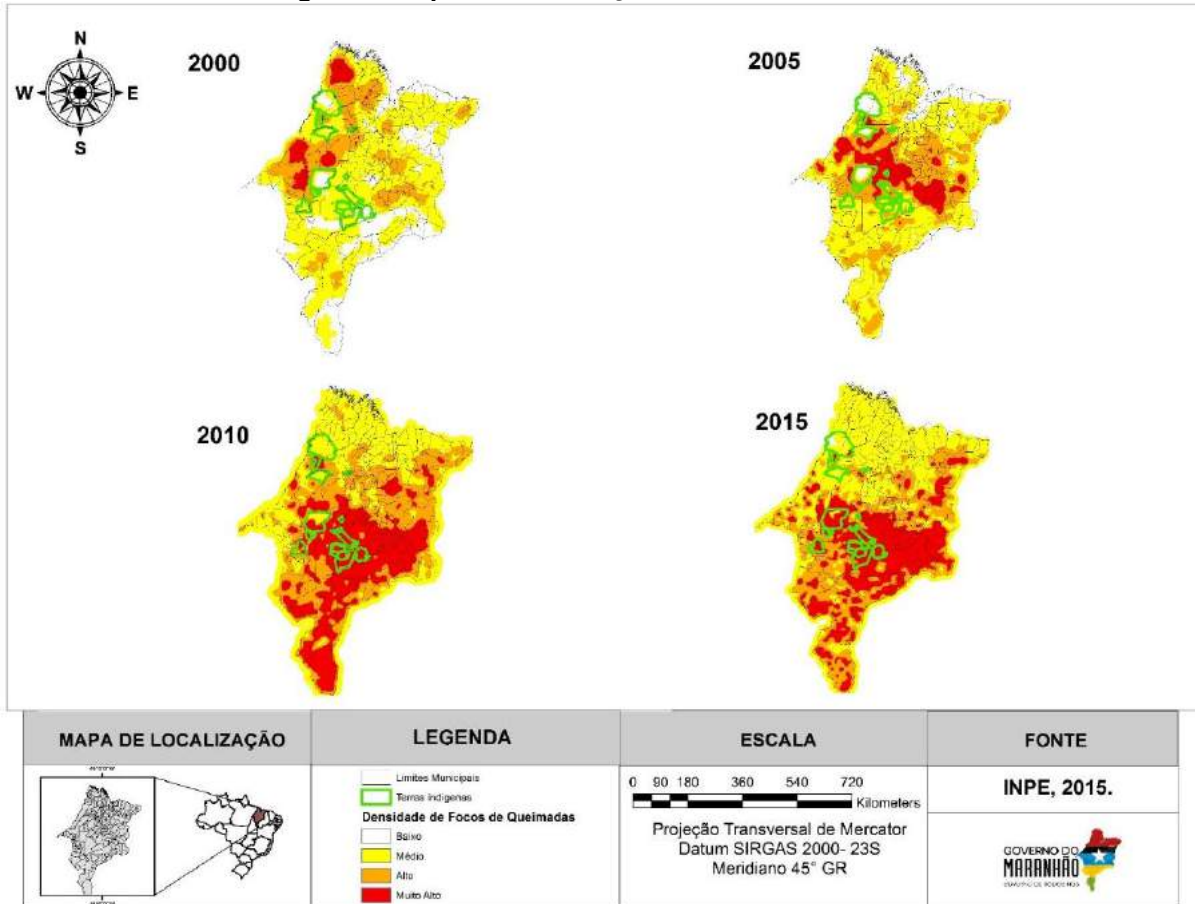 N
W E
S
2000
2005
2010
2015
MAPA DE LOCALIZAÇÃO
LEGENDA
Limites Municipais
Terras indígenas
Densidade de Focos de Queimadas
Baixo
Médio
Alto
Muito Alto
ESCALA
0 90 180 360 540 720
Kilometers
Projeção Transversal de Mercator
Datum SIRGAS 2000- 23S
Meridiano 45° GR
FONTE
INPE, 2015.
GOVERNO DO
MARANHÃO